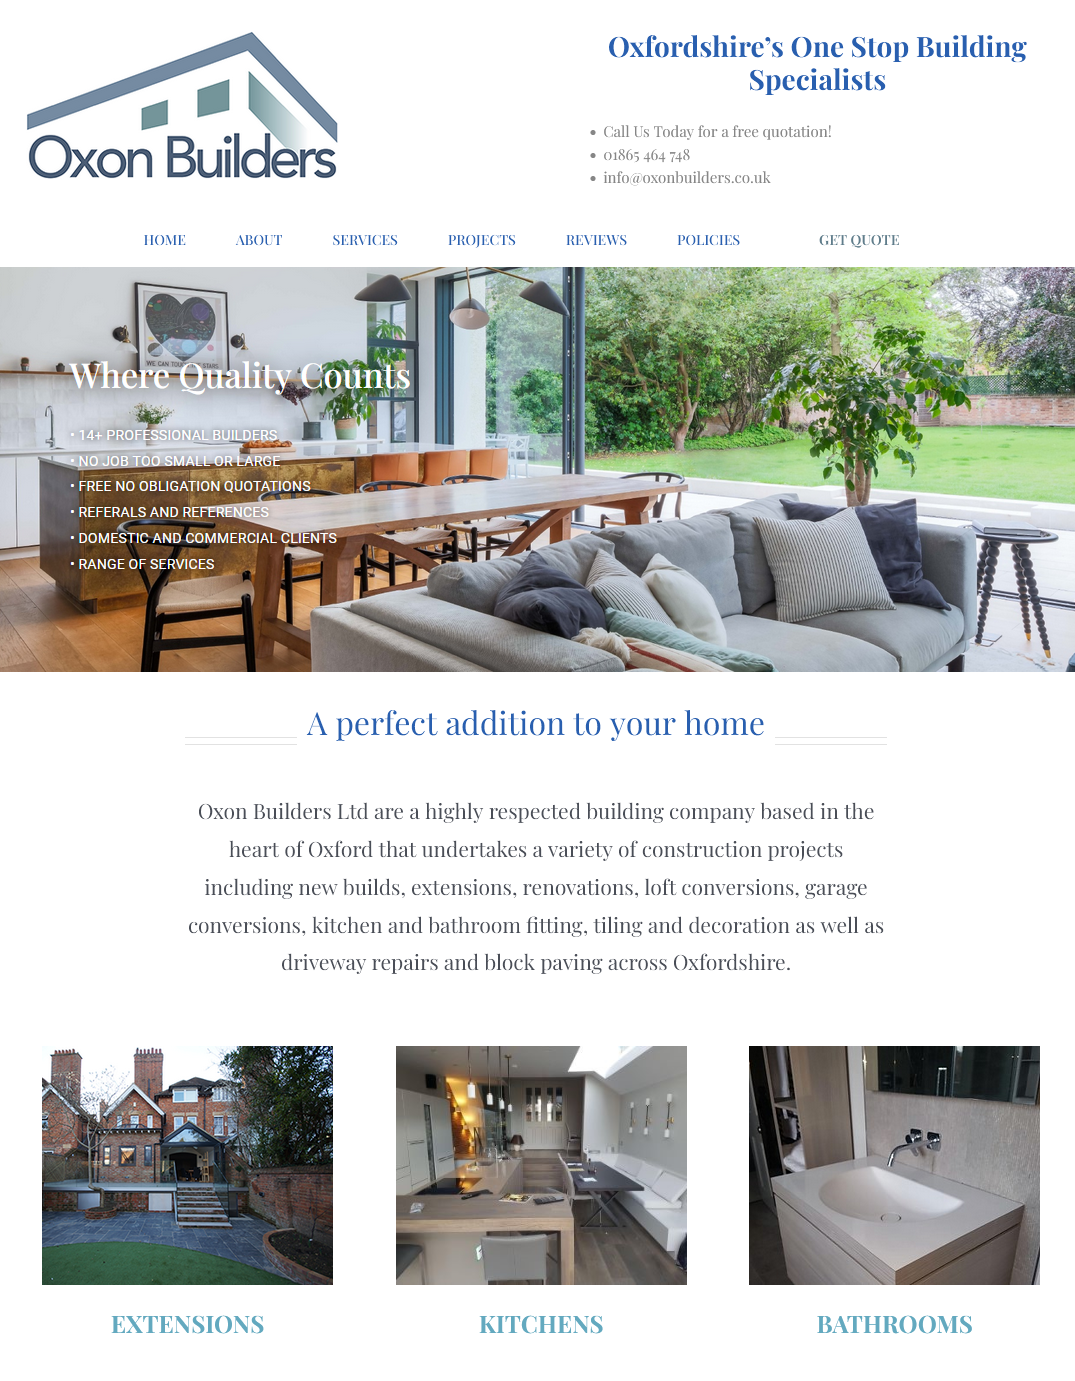 Oxon Builders
Oxfordshire’s One Stop Building
Specialists
• Call Us Today for a free quotation!
• 01865 464 748
• info@oxonbuilders.co.uk
HOME ABOUT SERVICES PROJECTS REVIEWS POLICIES GET QUOTE
WE CAN TOUCH THE STARS
Where Quality Counts
• 14+ PROFESSIONAL BUILDERS
• NO JOB TOO SMALL OR LARGE
• FREE NO OBLIGATION QUOTATIONS
• REFERALS AND REFERENCES
• DOMESTIC AND COMMERCIAL CLIENTS
• RANGE OF SERVICES
A perfect addition to your home
Oxon Builders Ltd are a highly respected building company based in the
heart of Oxford that undertakes a variety of construction projects
including new builds, extensions, renovations, loft conversions, garage
conversions, kitchen and bathroom fitting, tiling and decoration as well as
driveway repairs and block paving across Oxfordshire.
EXTENSIONS KITCHENS BATHROOMS